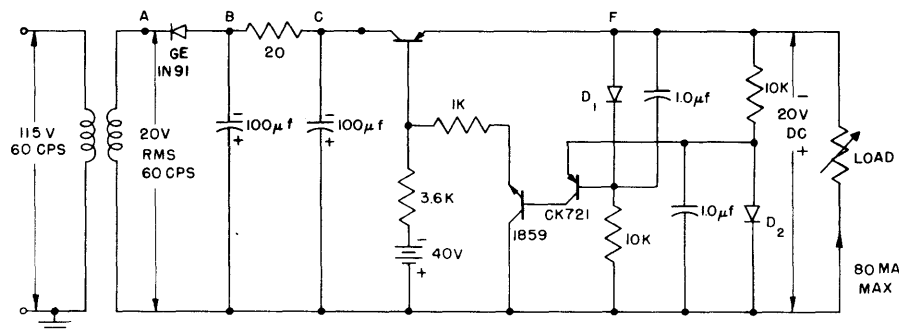 A
B
C
F
GE
1N91
20
115 V
60 CPS
20V
RMS
60 CPS
−
100μf
+
−
100μf
+
1K
3.6K
−
40V
+
1859
CK721
D1
1.0μf
10K
1.0μf
10K
D2
−
20V
DC
+
LOAD
80 MA
MAX